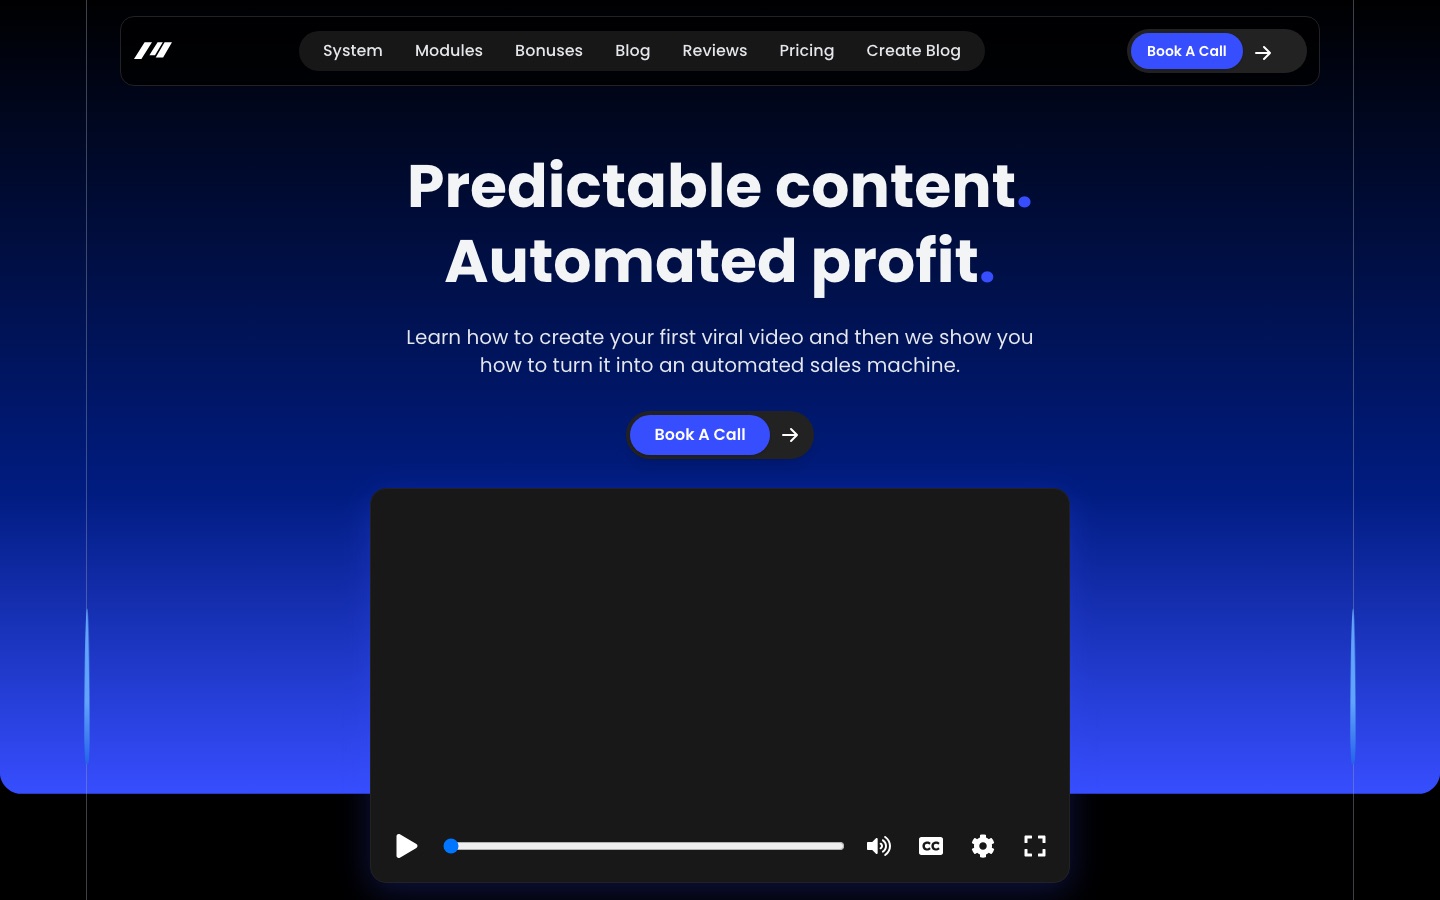 System
Modules
Bonuses
Blog
Reviews
Pricing
Create Blog
Book A Call
Predictable content.
Automated profit.
Learn how to create your first viral video and then we show you
how to turn it into an automated sales machine.
Book A Call
CC